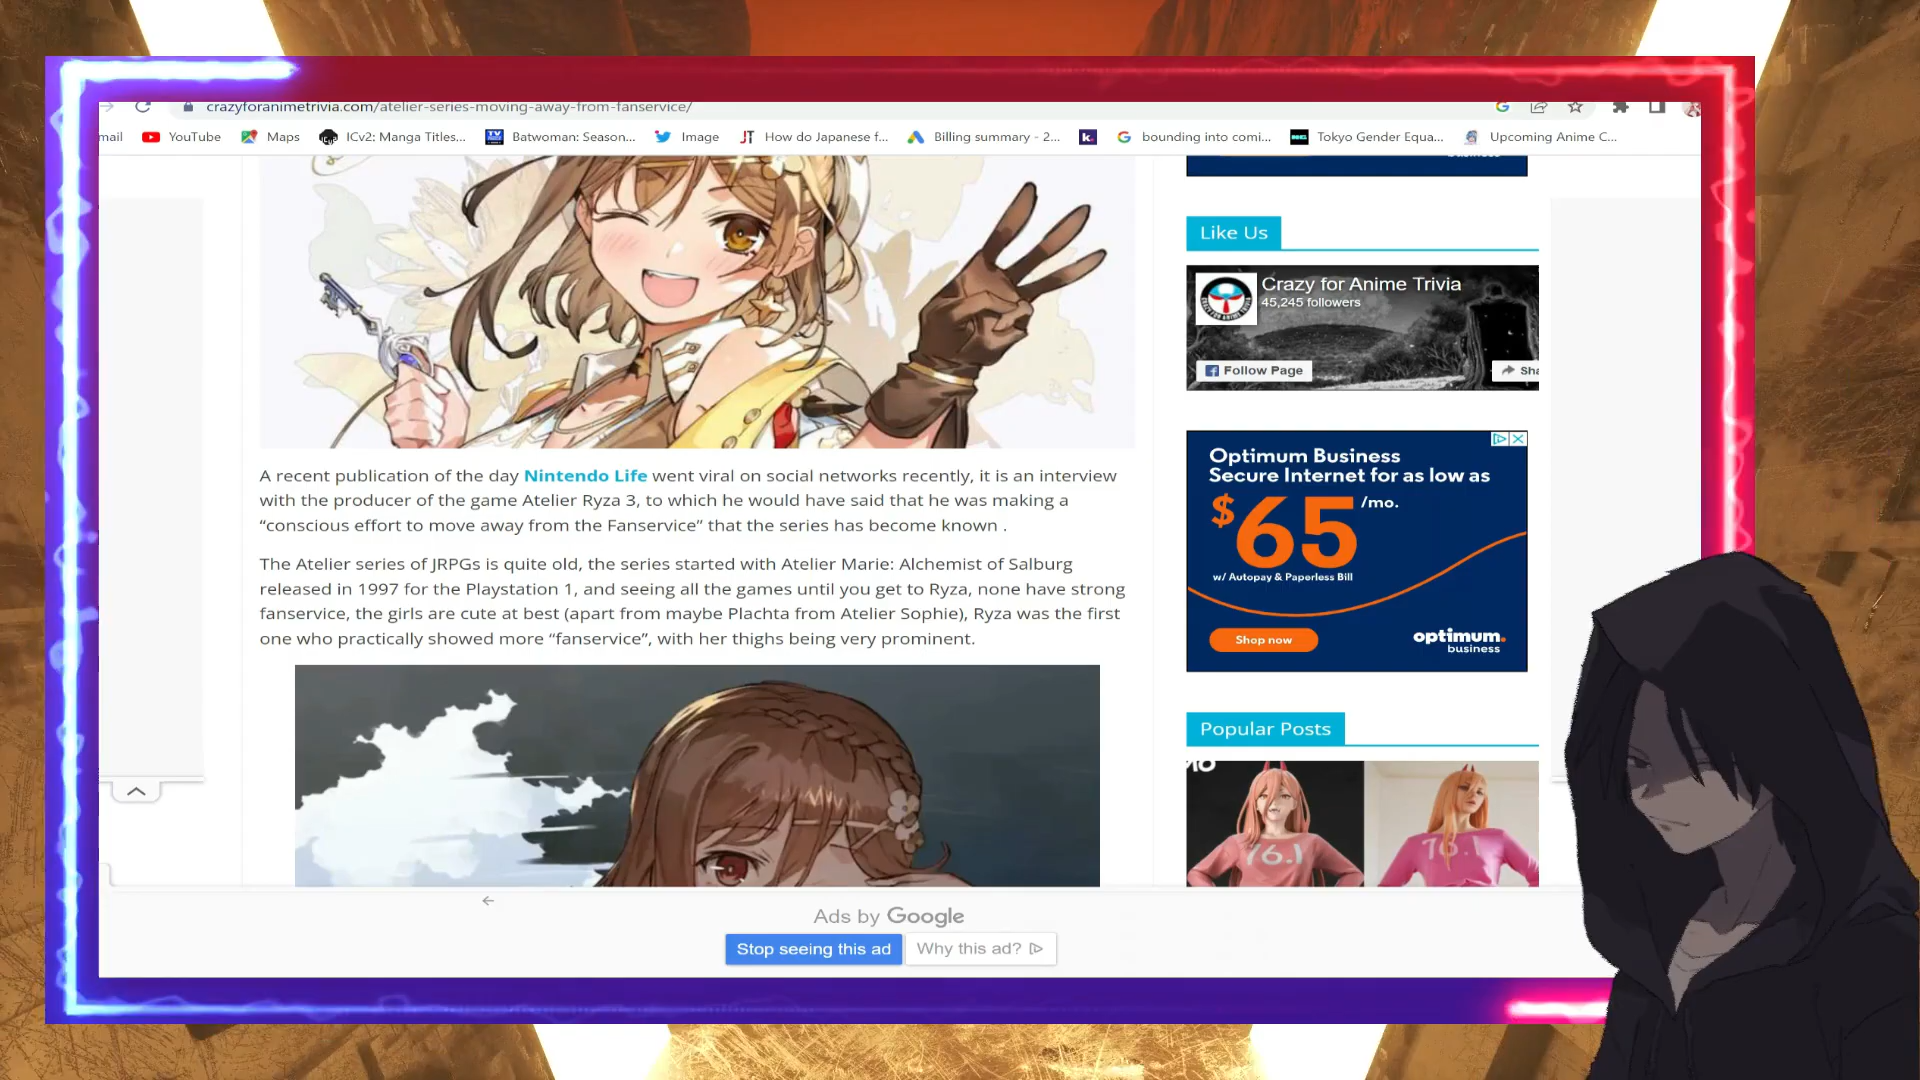 crazyforanimetrivia.com/atelier-series-moving-away-from-fanservice/
mail YouTube Maps ICv2: Manga Titles... Batwoman: Season... Image How do Japanese f... Billing summary - 2... k. bounding into comi... Tokyo Gender Equa... Upcoming Anime C...
A recent publication of the day Nintendo Life went viral on social networks recently, it is an interview
with the producer of the game Atelier Ryza 3, to which he would have said that he was making a
“conscious effort to move away from the Fanservice” that the series has become known .
The Atelier series of JRPGs is quite old, the series started with Atelier Marie: Alchemist of Salburg
released in 1997 for the Playstation 1, and seeing all the games until you get to Ryza, none have strong
fanservice, the girls are cute at best (apart from maybe Plachta from Atelier Sophie), Ryza was the first
one who practically showed more “fanservice”, with her thighs being very prominent.
business
Like Us
Crazy for Anime Trivia
45,245 followers
Follow Page
Sha
Optimum Business
Secure Internet for as low as
$65 /mo.
w/ Autopay & Paperless Bill
Shop now
optimum.
business
Popular Posts
16.1
16.1
Ads by Google
Stop seeing this ad
Why this ad?